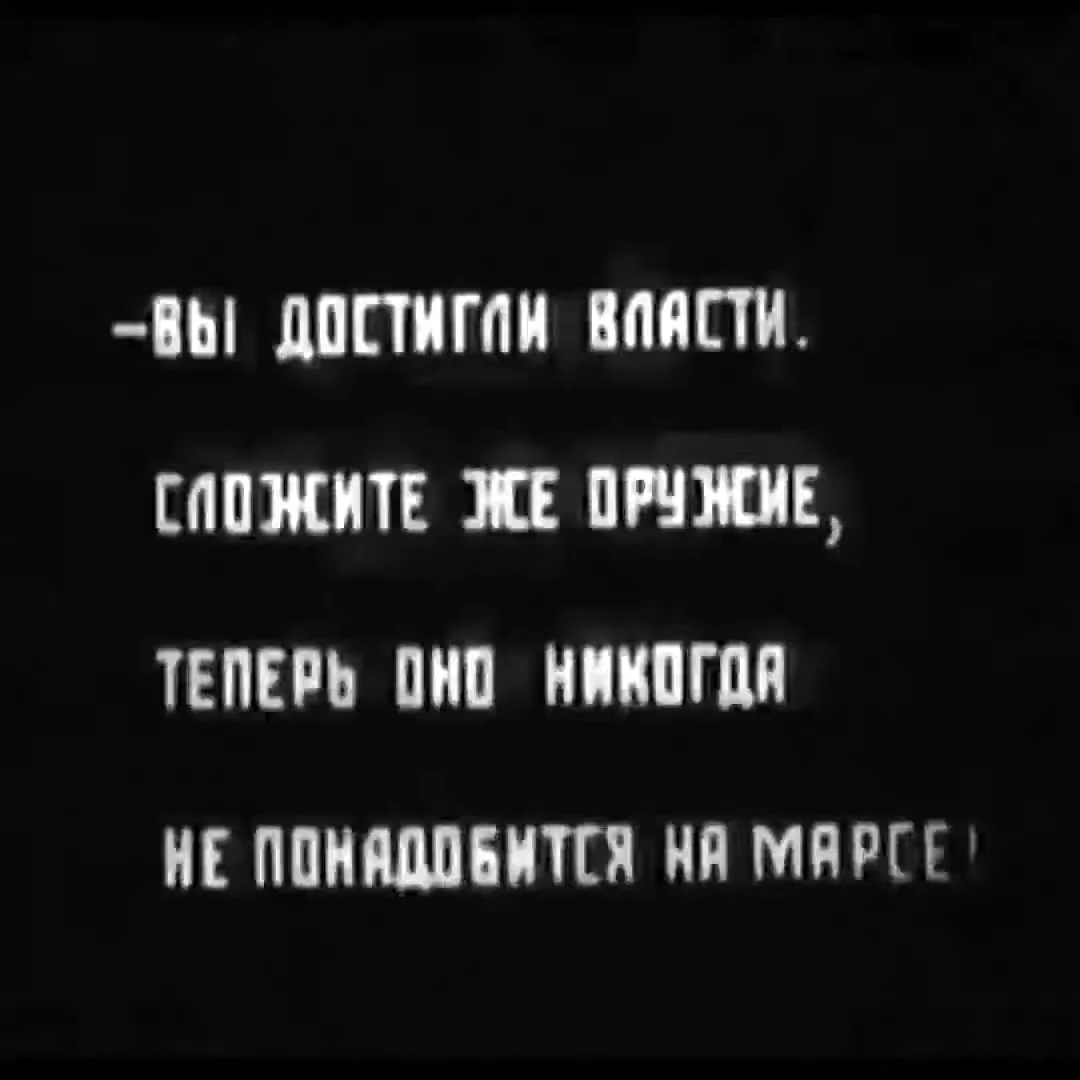 –ВЫ ДОСТИГЛИ ВЛАСТИ.
СЛОЖИТЕ ЖЕ ОРУЖИЕ,
ТЕПЕРЬ ОНО НИКОГДА
НЕ ПОНАДОБИТСЯ НА МАРСЕ!